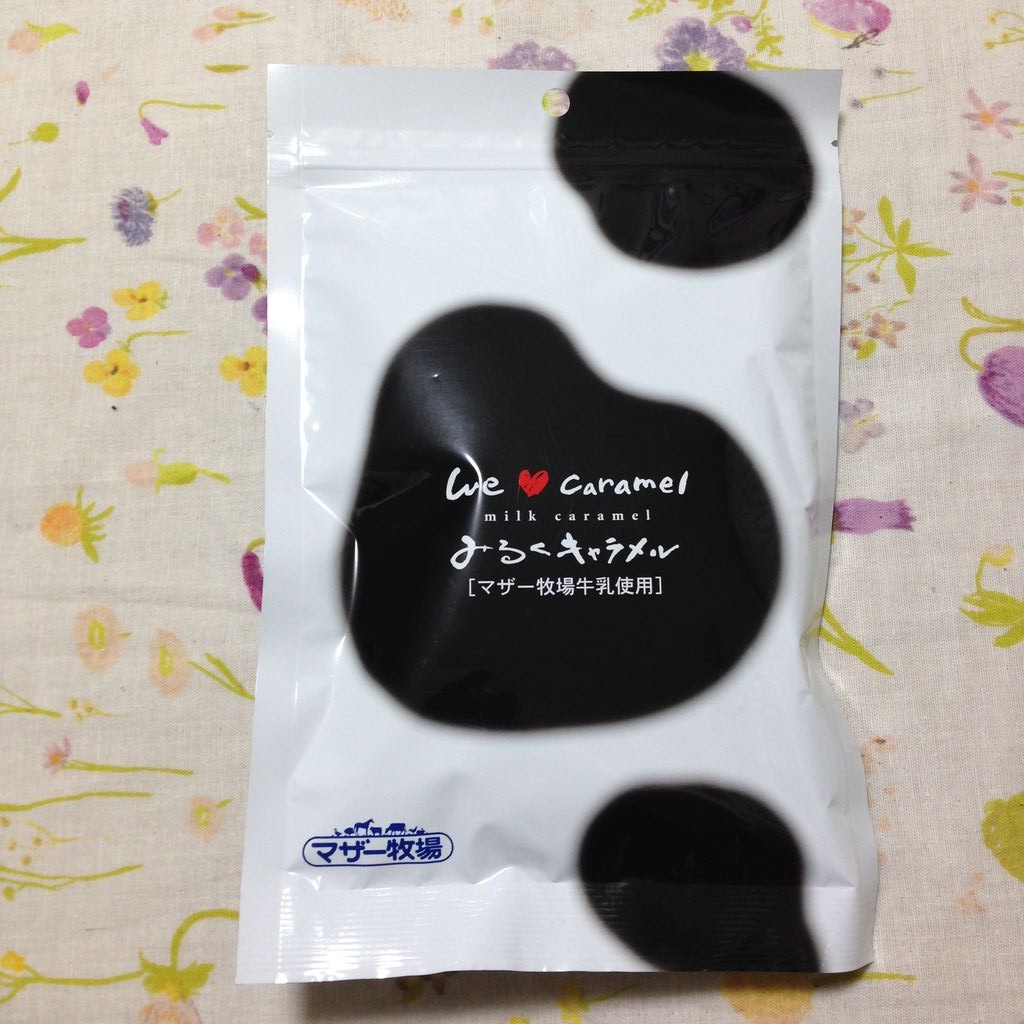 We ♥ caramel
milk caramel
みるくキャラメル
[マザー牧場牛乳使用]
マザー牧場